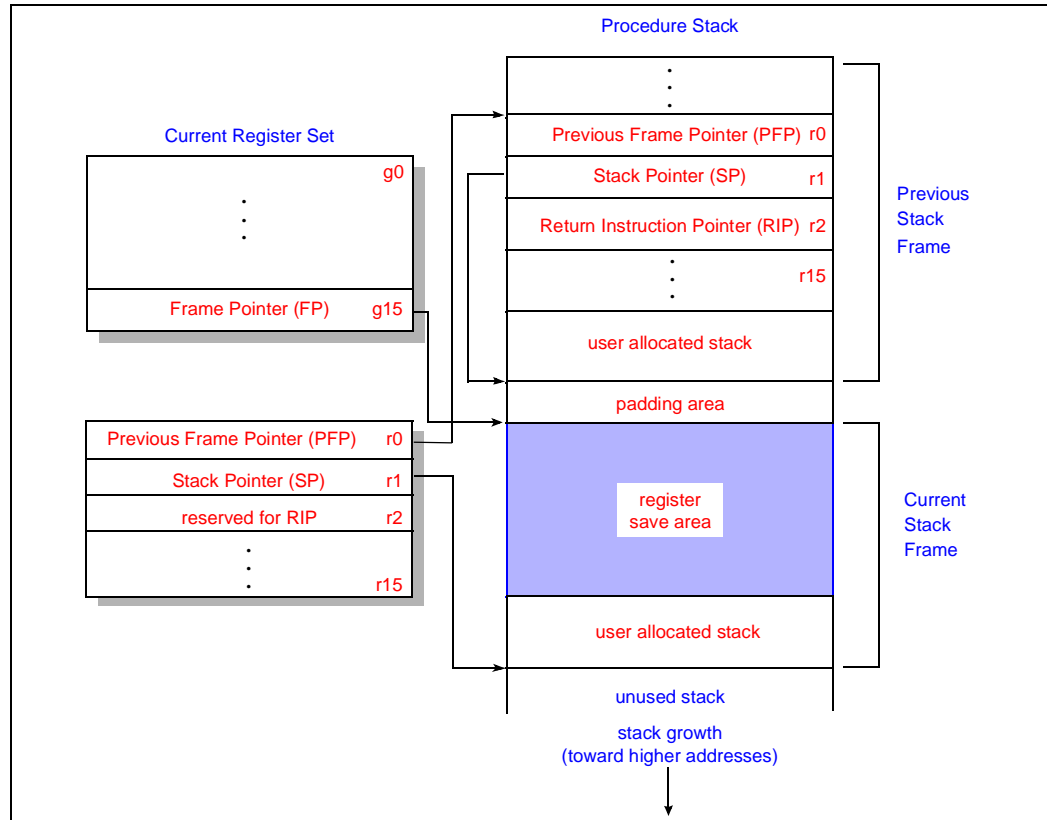 Procedure Stack
Current Register Set
g0
Frame Pointer (FP) g15
Previous Frame Pointer (PFP) r0
Stack Pointer (SP) r1
reserved for RIP r2
r15
Previous Frame Pointer (PFP) r0
Stack Pointer (SP) r1
Return Instruction Pointer (RIP) r2
r15
user allocated stack
padding area
register
save area
user allocated stack
unused stack
stack growth
(toward higher addresses)
Previous
Stack
Frame
Current
Stack
Frame